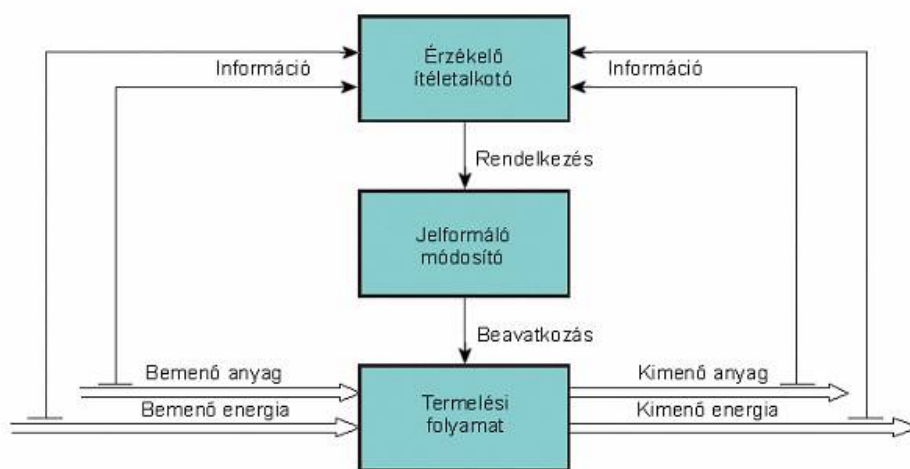 Érzékelő
ítéletalkotó
Információ
Információ
Rendelkezés
Jelformáló
módosító
Beavatkozás
Bemenő anyag
Kimenő anyag
Bemenő energia
Termelési
folyamat
Kimenő energia